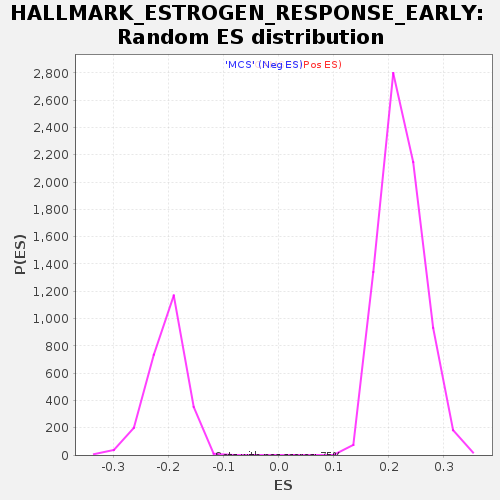 HALLMARK_ESTROGEN_RESPONSE_EARLY:
Random ES distribution
'MCS' (Neg ES)Pos ES)
2,800
2,600
2,400
2,200
2,000
1,800
1,600
1,400
1,200
1,000
800
600
400
200
0
P(ES)
75%
-0.3 -0.2 -0.1 0.0 0.1 0.2 0.3
ES